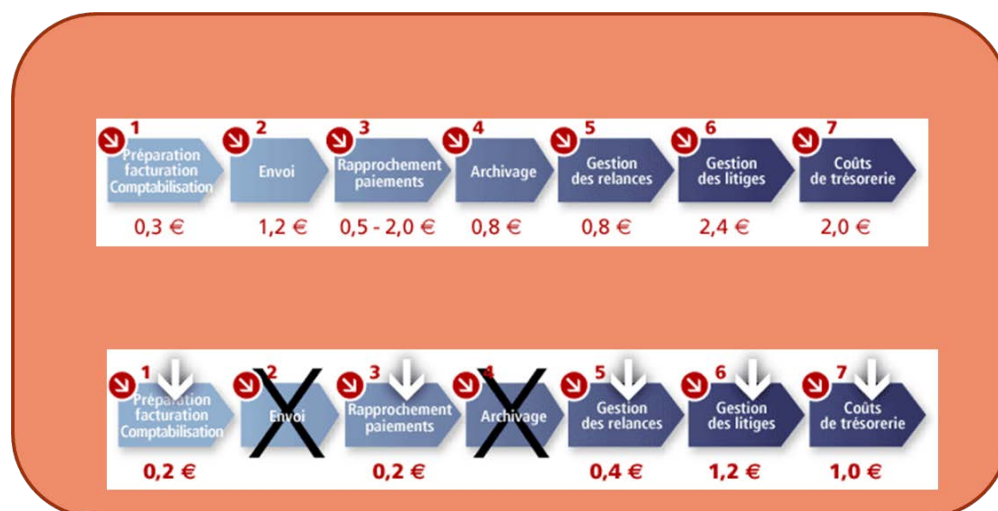 1 2 3 4 5 6 7
Préparation
facturation
Comptabilisation
Envoi
Rapprochement
paiements
Archivage
Gestion
des relances
Gestion
des litiges
Coûts
de trésorerie
0,3 € 1,2 € 0,5 - 2,0 € 0,8 € 0,8 € 2,4 € 2,0 €
1 2 3 4 5 6 7
Préparation
facturation
Comptabilisation
Envoi
Rapprochement
paiements
Archivage
Gestion
des relances
Gestion
des litiges
Coûts
de trésorerie
0,2 € 0,2 € 0,4 € 1,2 € 1,0 €